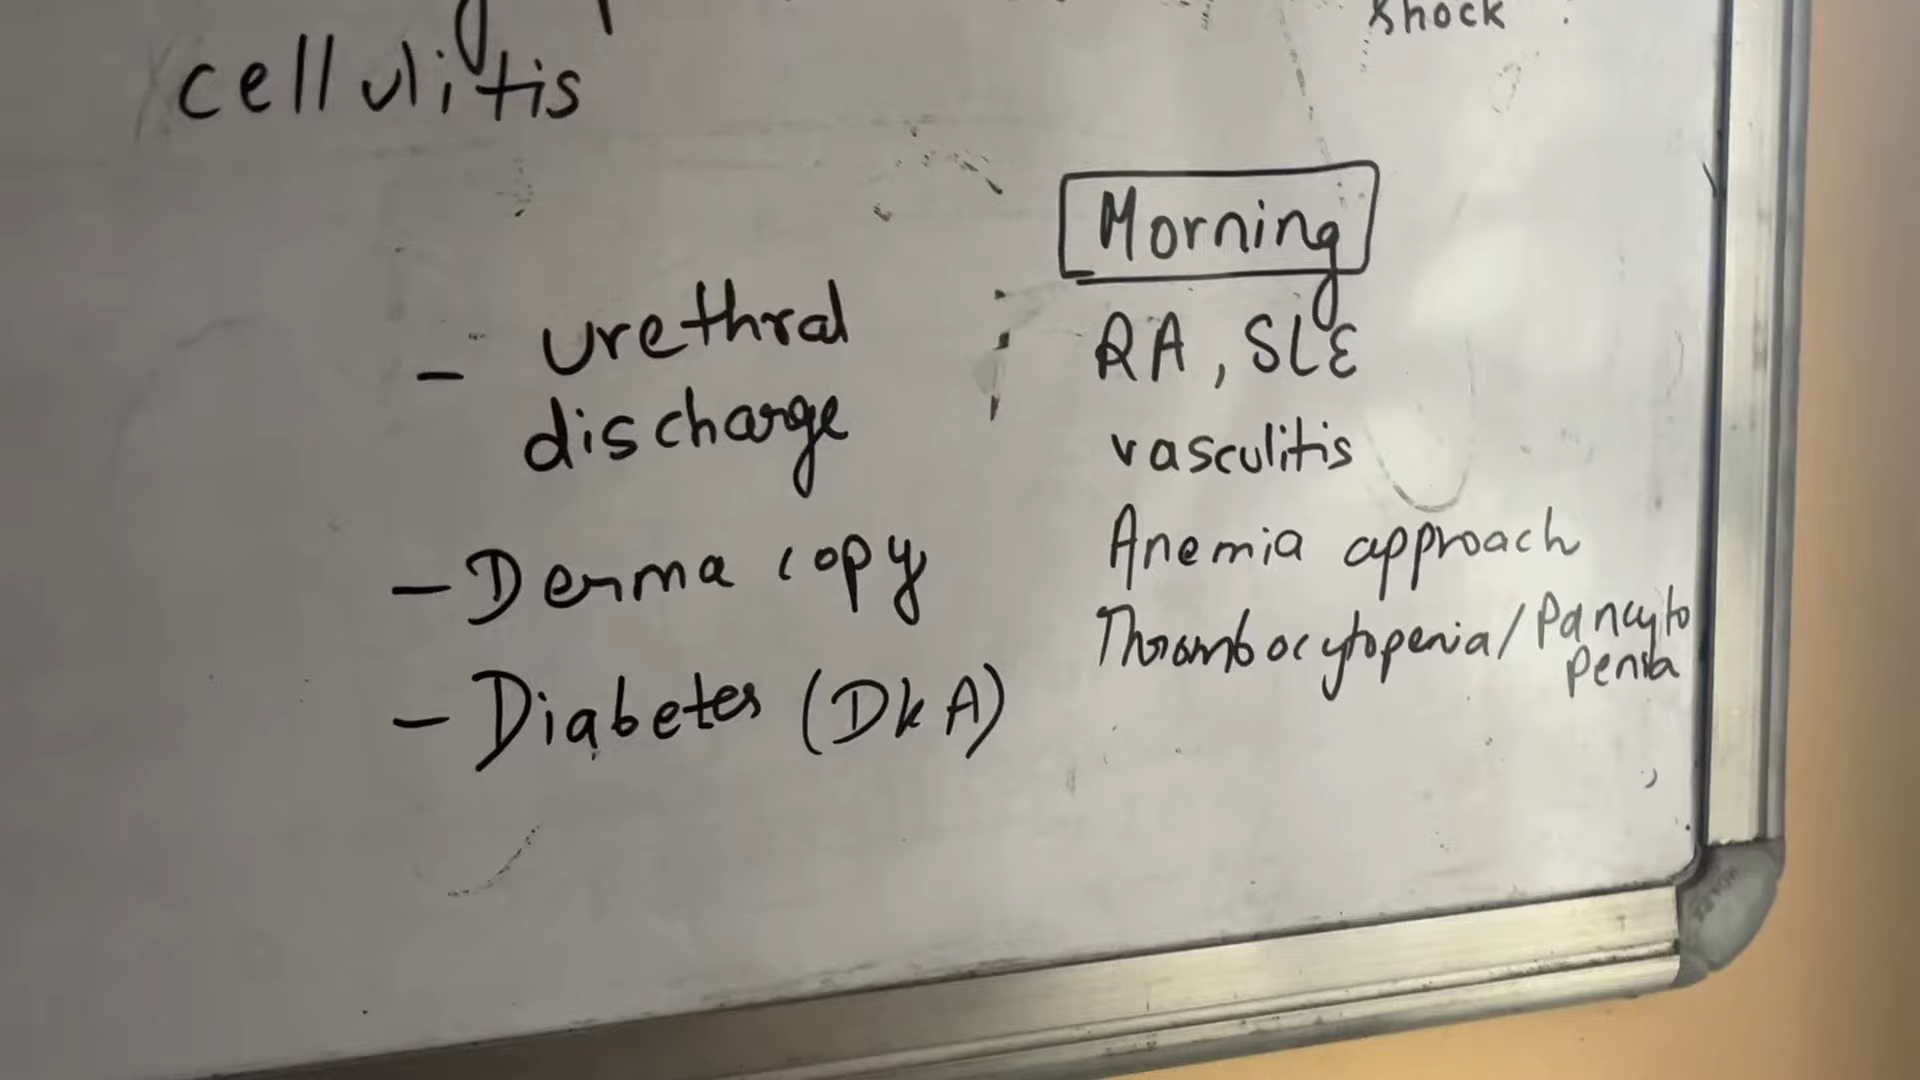 shock
cellulitis
- urethral
discharge
- Derma copy
- Diabetes (DKA)
Morning
RA, SLE
vasculitis
Anemia approach
Thrombocytopenia/Pancyto
penia